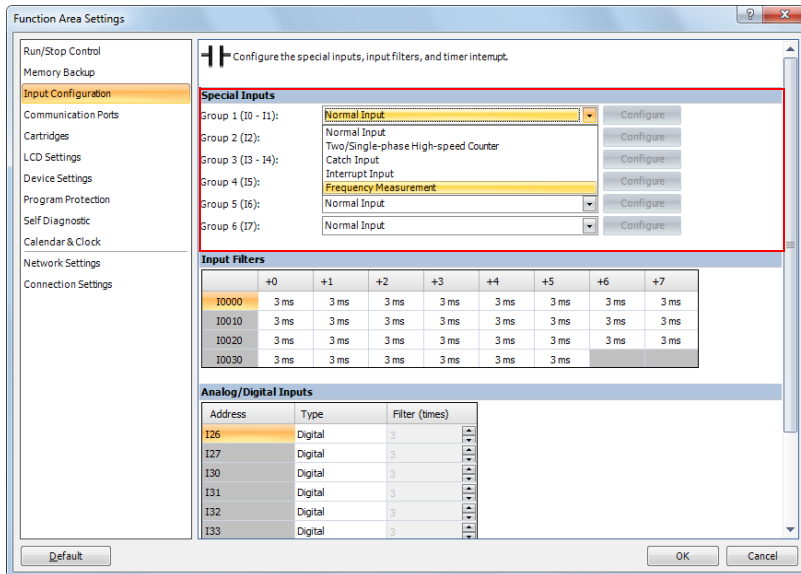 Function Area Settings
Run/Stop Control
Memory Backup
Input Configuration
Communication Ports
Cartridges
LCD Settings
Device Settings
Program Protection
Self Diagnostic
Calendar & Clock
Network Settings
Connection Settings
Configure the special inputs, input filters, and timer interrupt.
Special Inputs
Group 1 (I0 - I1): Normal Input Configure
Group 2 (I2): Normal Input Configure
Two/Single-phase High-speed Counter
Group 3 (I3 - I4): Catch Input Configure
Interrupt Input
Group 4 (I5): Frequency Measurement Configure
Group 5 (I6): Normal Input Configure
Group 6 (I7): Normal Input Configure
Input Filters
+0 +1 +2 +3 +4 +5 +6 +7
I0000 3 ms 3 ms 3 ms 3 ms 3 ms 3 ms 3 ms 3 ms
I0010 3 ms 3 ms 3 ms 3 ms 3 ms 3 ms 3 ms 3 ms
I0020 3 ms 3 ms 3 ms 3 ms 3 ms 3 ms 3 ms 3 ms
I0030 3 ms 3 ms 3 ms 3 ms 3 ms 3 ms
Analog/Digital Inputs
Address Type Filter (times)
I26 Digital 3
I27 Digital 3
I30 Digital 3
I31 Digital 3
I32 Digital 3
I33 Digital 3
Default OK Cancel